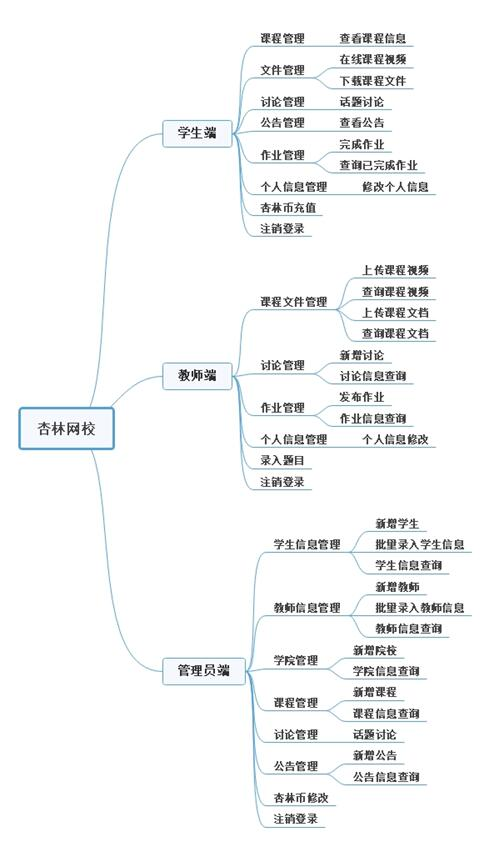 杏林网校
学生端
课程管理
查看课程信息
文件管理
在线课程视频
下载课程文件
讨论管理
话题讨论
公告管理
查看公告
作业管理
完成作业
查询已完成作业
个人信息管理
修改个人信息
杏林币充值
注销登录
教师端
课程文件管理
上传课程视频
查询课程视频
上传课程文档
查询课程文档
讨论管理
新增讨论
讨论信息查询
作业管理
发布作业
作业信息查询
个人信息管理
个人信息修改
录入题目
注销登录
管理员端
学生信息管理
新增学生
批量录入学生信息
学生信息查询
教师信息管理
新增教师
批量录入教师信息
教师信息查询
学院管理
新增院校
学院信息查询
课程管理
新增课程
课程信息查询
讨论管理
话题讨论
公告管理
新增公告
公告信息查询
杏林币修改
注销登录